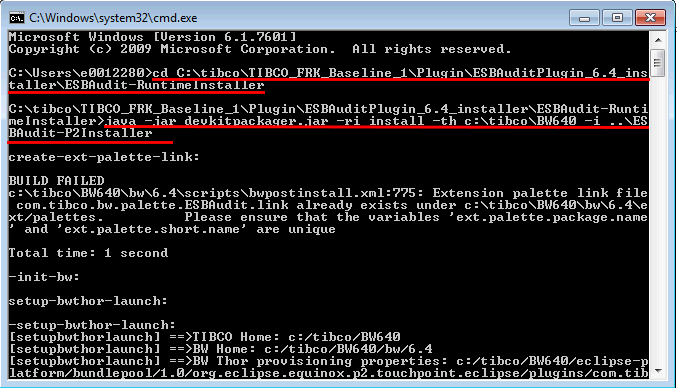 C:\Windows\system32\cmd.exe
Microsoft Windows [Version 6.1.7601]
Copyright (c) 2009 Microsoft Corporation.  All rights reserved.
C:\Users\e0012280>cd C:\tibco\TIBCO_FRK_Baseline_1\Plugin\ESBAuditPlugin_6.4_ins
taller\ESBAudit-RuntimeInstaller
C:\tibco\TIBCO_FRK_Baseline_1\Plugin\ESBAuditPlugin_6.4_installer\ESBAudit-Runti
meInstaller>java -jar devkitpackager.jar -ri install -th c:\tibco\BW640 -i ..\ES
BAudit-P2Installer
create-ext-palette-link:
BUILD FAILED
c:\tibco\BW640\bw\6.4\scripts\bwpostinstall.xml:775: Extension palette link file
 com.tibco.bw.palette.ESBAudit.link already exists under c:\tibco\BW640\bw\6.4\e
xt/palettes.          Please ensure that the variables 'ext.palette.package.name
' and 'ext.palette.short.name' are unique
Total time: 1 second
-init-bw:
setup-bwthor-launch:
-setup-bwthor-launch:
[setupbwthorlaunch] ==>TIBCO Home: c:/tibco/BW640
[setupbwthorlaunch] ==>BW Home: c:/tibco/BW640/bw/6.4
[setupbwthorlaunch] ==>BW Thor provisioning properties: c:/tibco/BW640/eclipse-p
latform/bundlepool/1.0/org.eclipse.equinox.p2.touchpoint.eclipse/plugins/com.tib